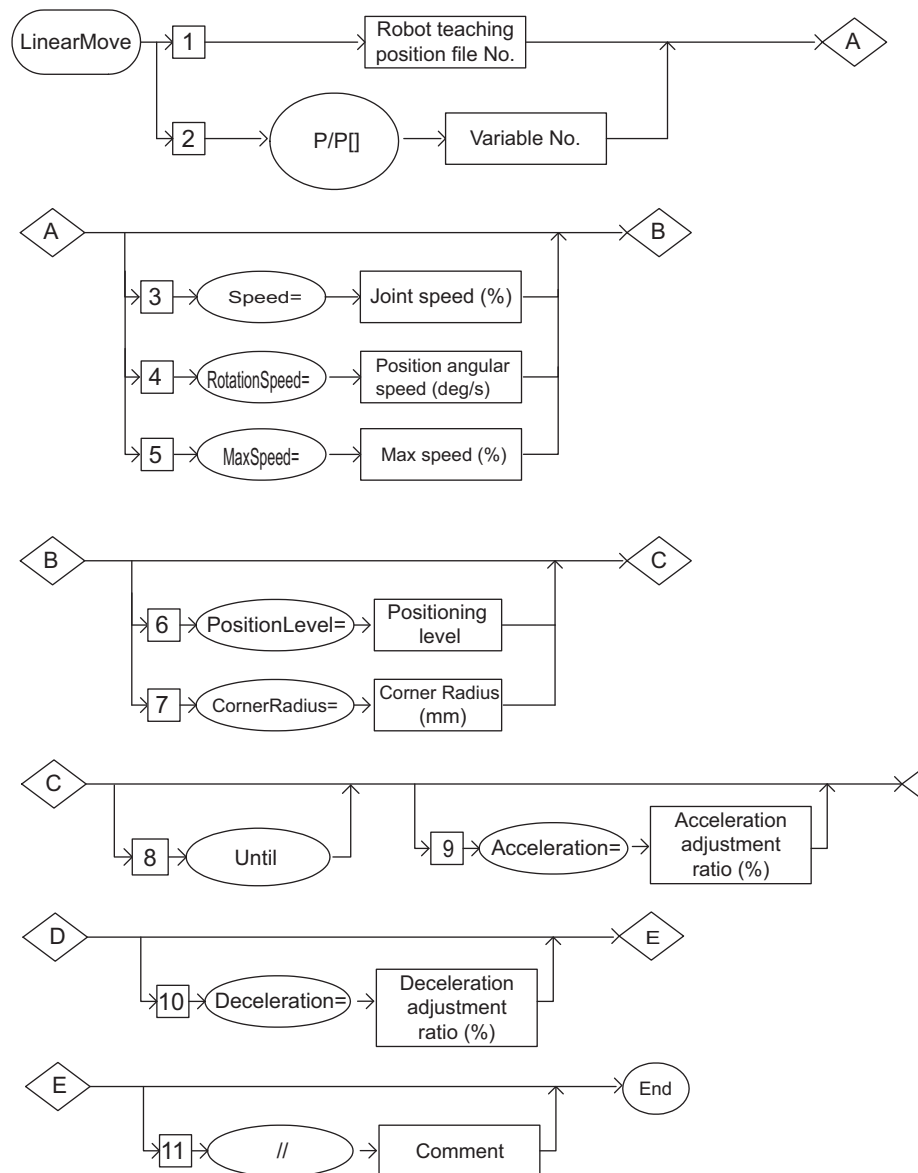 LinearMove
1
Robot teaching
position file No.
A
2
P/P[]
Variable No.
A
B
3
Speed=
Joint speed (%)
4
RotationSpeed=
Position angular
speed (deg/s)
5
MaxSpeed=
Max speed (%)
B
C
6
PositionLevel=
Positioning
level
7
CornerRadius=
Corner Radius
(mm)
C
8
Until
9
Acceleration=
Acceleration
adjustment
ratio (%)
D
E
10
Deceleration=
Deceleration
adjustment
ratio (%)
E
End
11
//
Comment